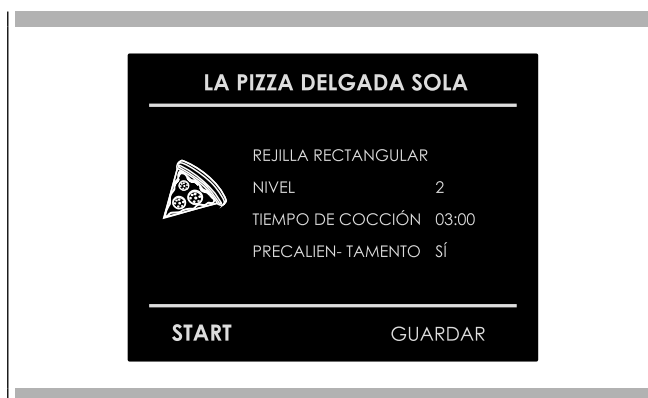 LA PIZZA DELGADA SOLA
REJILLA RECTANGULAR
NIVEL 2
TIEMPO DE COCCIÓN 03:00
PRECALIEN- TAMENTO SÍ
START GUARDAR